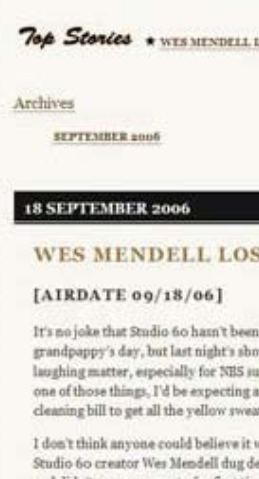 Top Stories ★ WES MENDELL L
Archives
SEPTEMBER 2006
18 SEPTEMBER 2006
WES MENDELL LOS
[AIRDATE 09/18/06]
It's no joke that Studio 60 hasn't been
grandpappy's day, but last night's sho
laughing matter, especially for NBS su
one of those things, I'd be expecting a
cleaning bill to get all the yellow swea
I don't think anyone could believe it w
Studio 60 creator Wes Mendell dug de